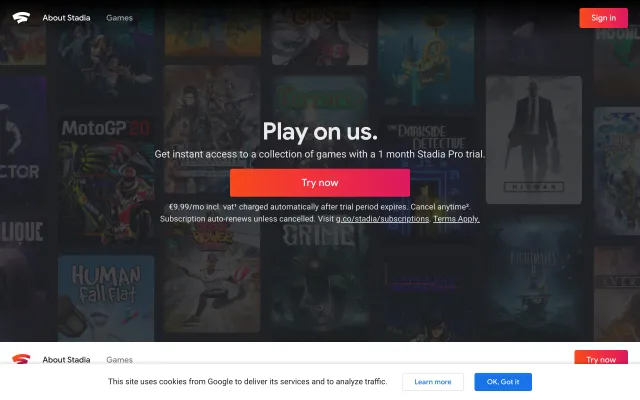 About Stadia
Games
Sign in
MotoGP 20
THE DARKSIDE
DETECTIVE
HITMAN
Play on us.
Get instant access to a collection of games with a 1 month Stadia Pro trial.
Try now
€9.99/mo incl. vat¹ charged automatically after trial period expires. Cancel anytime².
Subscription auto-renews unless cancelled. Visit g.co/stadia/subscriptions. Terms Apply.
GRIME
HUMAN
Fall Flat
About Stadia
Games
Try now
This site uses cookies from Google to deliver its services and to analyze traffic.
Learn more
OK, Got it